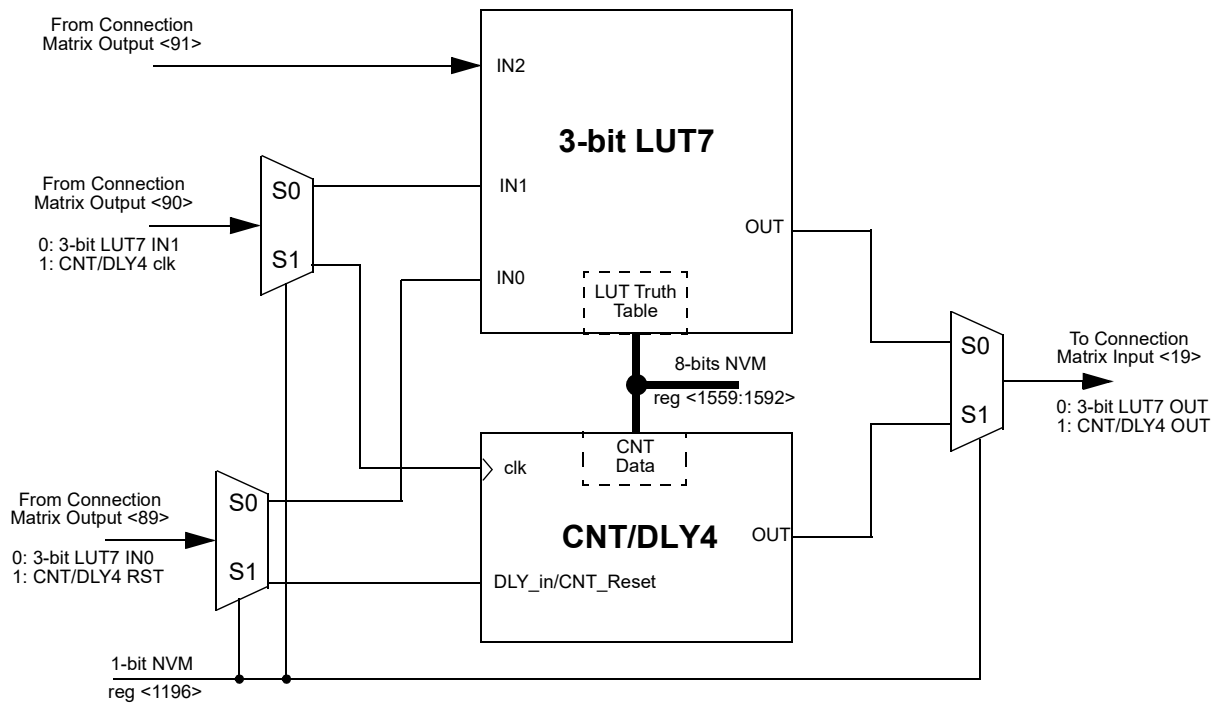 From Connection
Matrix Output <91>
IN2
3-bit LUT7
From Connection
Matrix Output <90>
0: 3-bit LUT7 IN1
1: CNT/DLY4 clk
S0
S1
IN1
IN0
OUT
LUT Truth
Table
8-bits NVM
reg <1559:1592>
S0
S1
To Connection
Matrix Input <19>
0: 3-bit LUT7 OUT
1: CNT/DLY4 OUT
CNT
Data
clk
CNT/DLY4
OUT
DLY_in/CNT_Reset
From Connection
Matrix Output <89>
0: 3-bit LUT7 IN0
1: CNT/DLY4 RST
S0
S1
1-bit NVM
reg <1196>